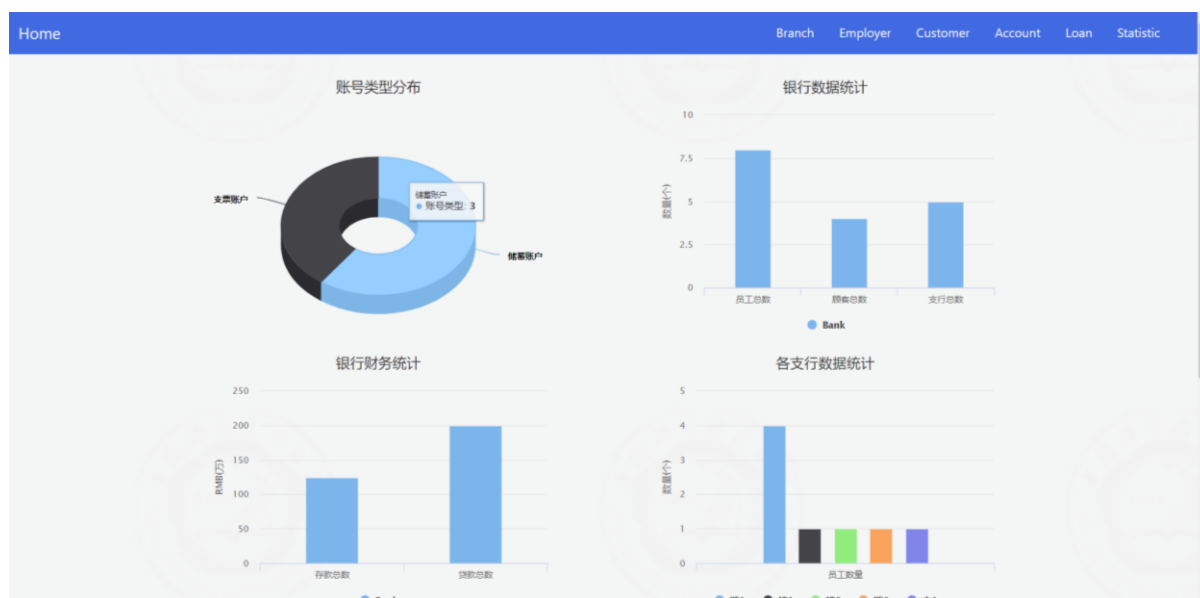 Home Branch Employer Customer Account Loan Statistic
账号类型分布
支票账户
储蓄账户
账号类型: 3
储蓄账户
银行数据统计
10
7.5
5
2.5
0
数量(个)
员工总数 顾客总数 支行总数
Bank
银行财务统计
250
200
150
100
50
0
RMB(万)
存款总数 贷款总数
各支行数据统计
5
4
3
2
1
0
数量(个)
员工数量